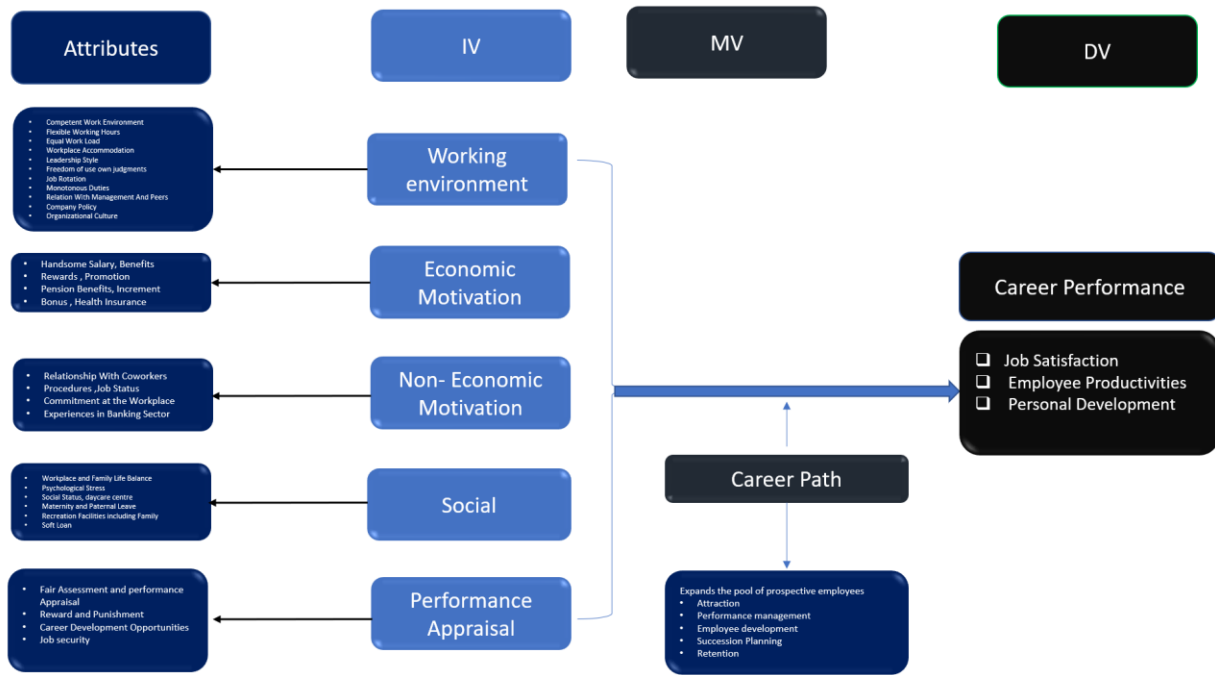 Attributes
IV
MV
DV
• Competent Work Environment
• Flexible Working Hours
• Equal Work Load
• Workplace Accommodation
• Leadership Style
• Freedom of use own judgments
• Job Rotation
• Monotonous Duties
• Relation With Management And Peers
• Company Policy
• Organizational Culture
Working
environment
• Handsome Salary, Benefits
• Rewards , Promotion
• Pension Benefits, Increment
• Bonus , Health Insurance
Economic
Motivation
• Relationship With Coworkers
• Procedures ,Job Status
• Commitment at the Workplace
• Experiences in Banking Sector
Non- Economic
Motivation
• Workplace and Family Life Balance
• Psychological Stress
• Social Status, daycare centre
• Maternity and Paternal Leave
• Recreation Facilities including Family
• Soft Loan
Social
• Fair Assessment and performance
Appraisal
• Reward and Punishment
• Career Development Opportunities
• Job security
Performance
Appraisal
Career Path
Expands the pool of prospective employees
• Attraction
• Performance management
• Employee development
• Succession Planning
• Retention
Career Performance
❑ Job Satisfaction
❑ Employee Productivities
❑ Personal Development